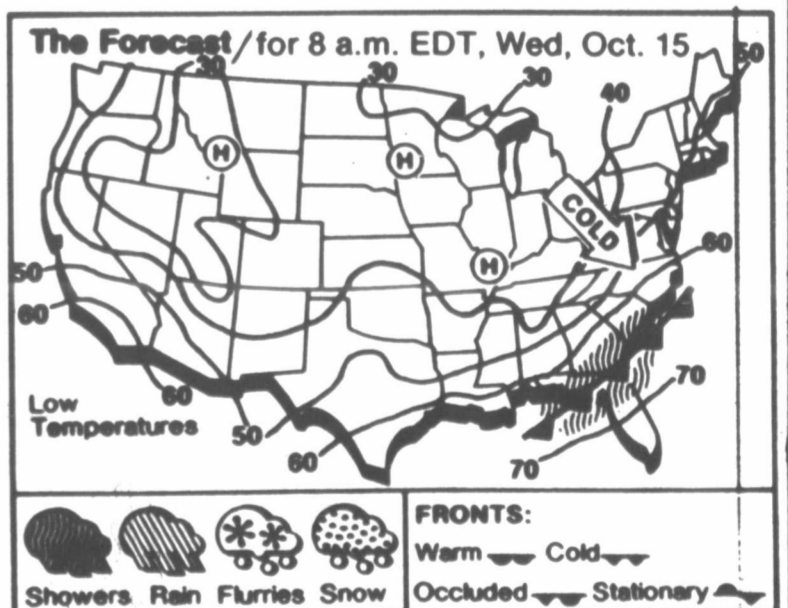 The Forecast/for 8 a.m. EDT, Wed, Oct. 15
30
30
30
50
40
H
H
COLD
H
60
50
60
70
60
50
60
70
Low
Temperatures
Showers Rain Flurries Snow
FRONTS:
Warm Cold
Occluded Stationary